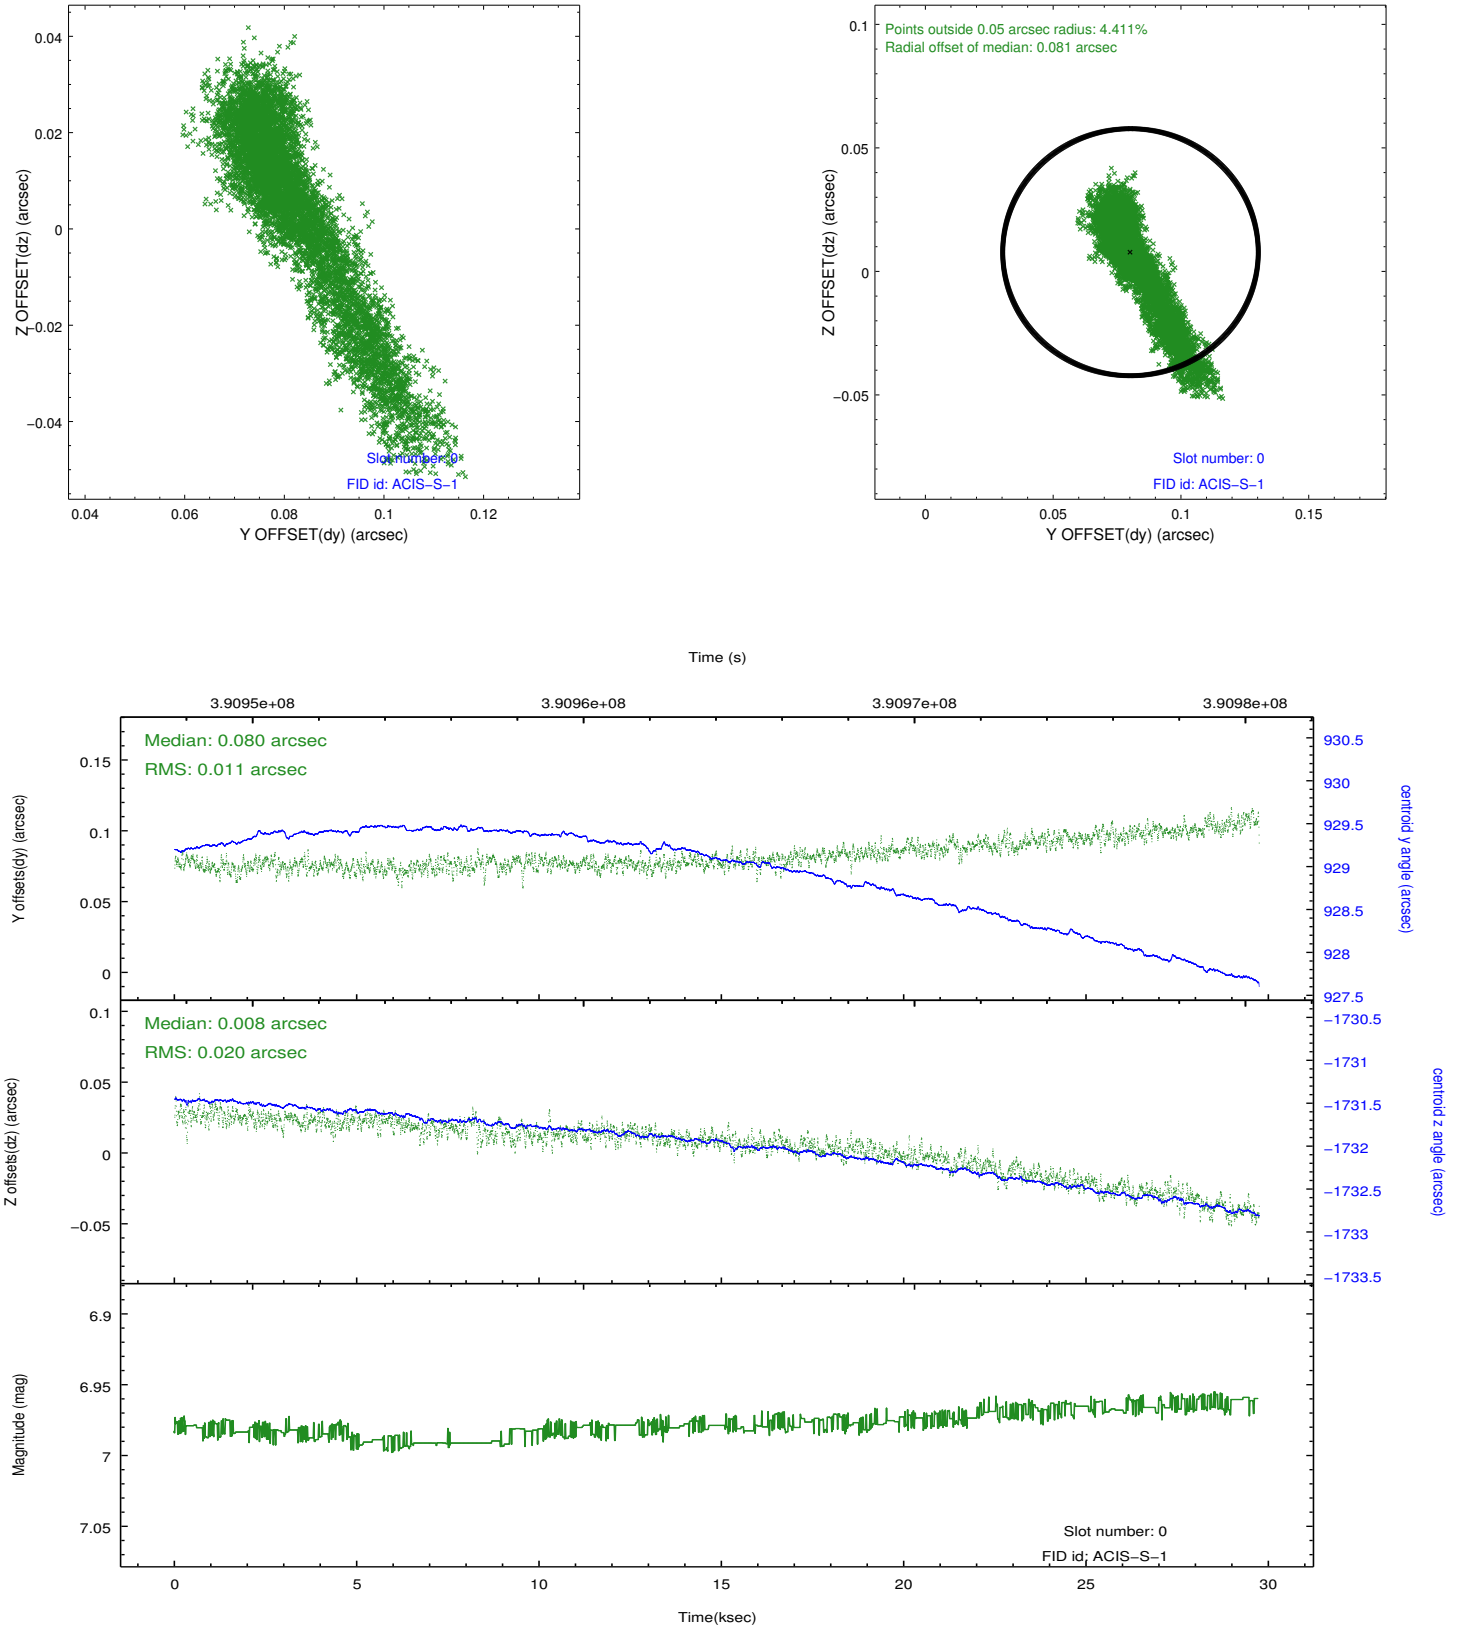 0.04
0.02
0
−0.02
−0.04
Z OFFSET(dz) (arcsec)
Slot number: 0
FID id: ACIS−S−1
0.04 0.06 0.08 0.1 0.12
Y OFFSET(dy) (arcsec)
Points outside 0.05 arcsec radius: 4.411%
Radial offset of median: 0.081 arcsec
0.1
0.05
0
−0.05
Z OFFSET(dz) (arcsec)
Slot number: 0
FID id: ACIS−S−1
0 0.05 0.1 0.15
Y OFFSET(dy) (arcsec)
Time (s)
3.9095e+08 3.9096e+08 3.9097e+08 3.9098e+08
Median: 0.080 arcsec
RMS: 0.011 arcsec
0.15
0.1
0.05
0
Y offsets(dy) (arcsec)
930.5
930
929.5
929
928.5
928
927.5
centroid y angle (arcsec)
Median: 0.008 arcsec
RMS: 0.020 arcsec
0.1
0.05
0
−0.05
Z offsets(dz) (arcsec)
−1730.5
−1731
−1731.5
−1732
−1732.5
−1733
−1733.5
centroid z angle (arcsec)
6.9
6.95
7
7.05
Magnitude (mag)
Slot number: 0
FID id: ACIS−S−1
0 5 10 15 20 25 30
Time(ksec)